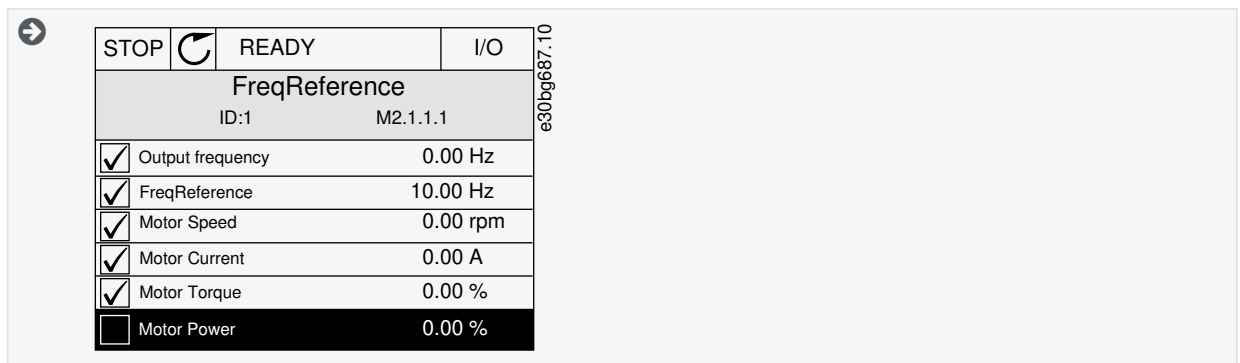 STOP READY I/O
FreqReference
ID:1 M2.1.1.1
Output frequency 0.00 Hz
FreqReference 10.00 Hz
Motor Speed 0.00 rpm
Motor Current 0.00 A
Motor Torque 0.00 %
Motor Power 0.00 %
e30bg687.10